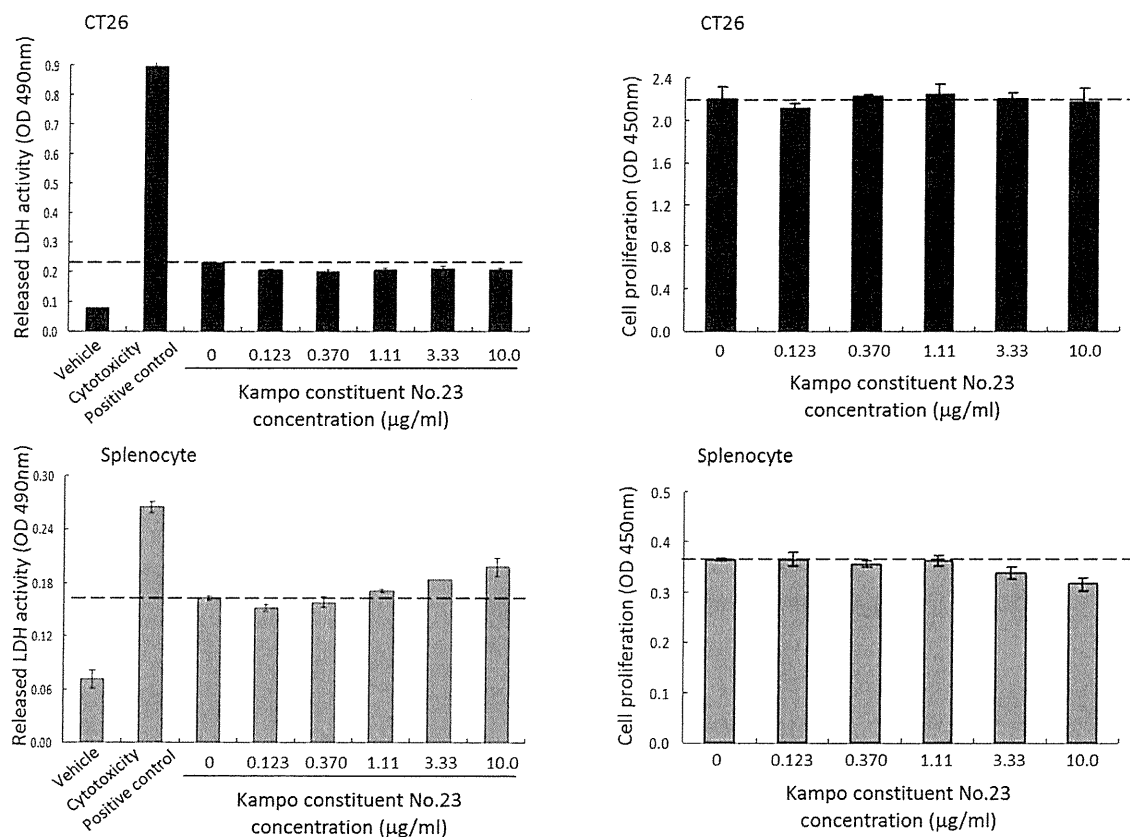 CT26
Released LDH activity (OD 490nm)
0.9
0.8
0.7
0.6
0.5
0.4
0.3
0.2
0.1
0.0
Vehicle
Cytotoxicity
Positive control
0 0.123 0.370 1.11 3.33 10.0
Kampo constituent No.23
concentration (μg/ml)
CT26
Cell proliferation (OD 450nm)
2.4
2.0
1.6
1.2
2.8
2.4
0.0
0 0.123 0.370 1.11 3.33 10.0
Kampo constituent No.23
concentration (μg/ml)
Splenocyte
Released LDH activity (OD 490nm)
0.30
0.24
0.18
0.12
0.06
0.00
Vehicle
Cytotoxicity
Positive control
0 0.123 0.370 1.11 3.33 10.0
Kampo constituent No.23
concentration (μg/ml)
Splenocyte
Cell proliferation (OD 450nm)
0.5
0.4
0.3
0.4
0.3
0.0
0 0.123 0.370 1.11 3.33 10.0
Kampo constituent No.23
concentration (μg/ml)